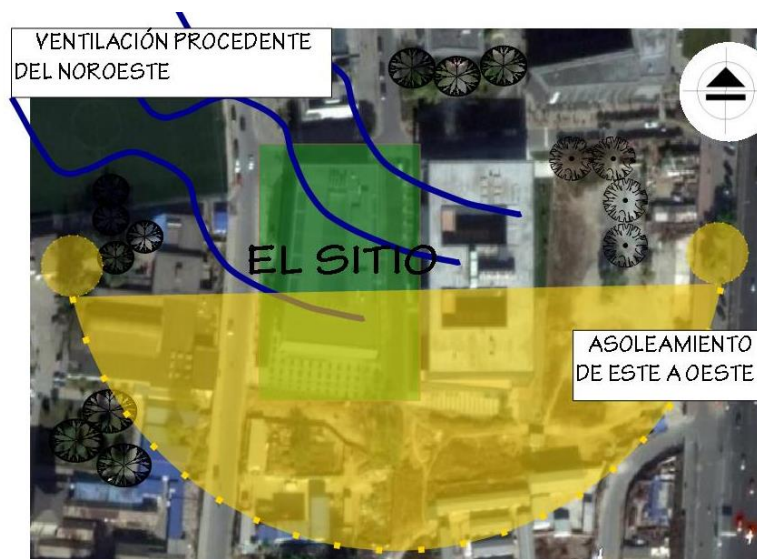 VENTILACIÓN PROCEDENTE
DEL NOROESTE
EL SITIO
ASOLEAMIENTO
DE ESTE A OESTE